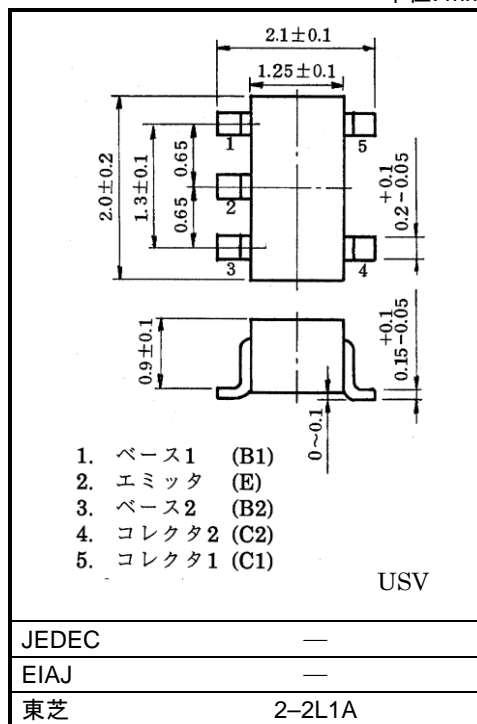 2.1±0.1
1.25±0.1
2.0±0.2
1.3±0.1
0.65
0.65
1
2
3
5
4
+0.1
0.2-0.05
0.9±0.1
+0.1
0.15-0.05
0~0.1
1. ベース1 (B1)
2. エミッタ (E)
3. ベース2 (B2)
4. コレクタ2 (C2)
5. コレクタ1 (C1)
USV
JEDEC —
EIAJ —
東芝 2–2L1A